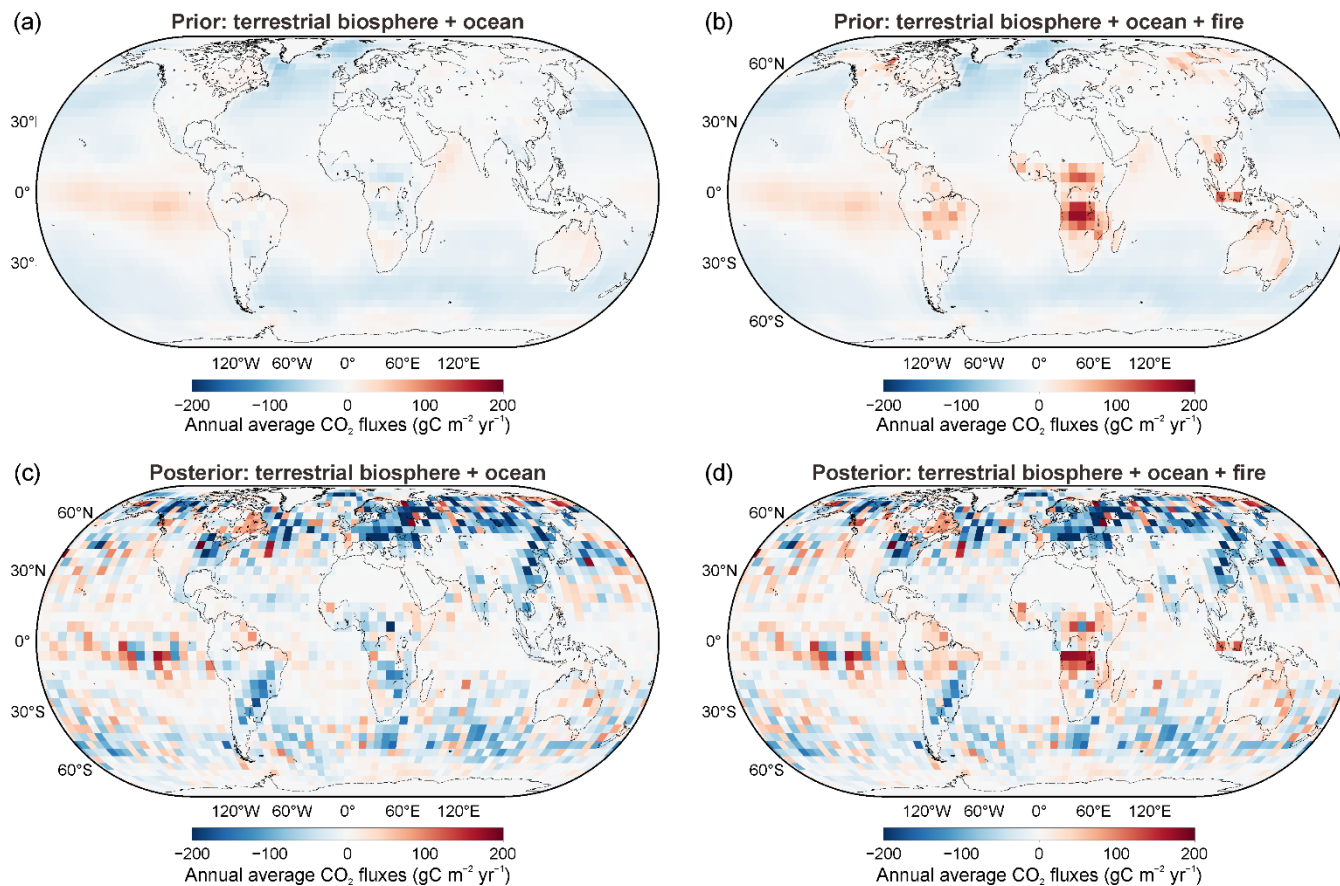 (a) Prior: terrestrial biosphere + ocean
30°
0°
30°S
120°W 60°W 0° 60°E 120°E
−200 −100 0 100 200
Annual average CO₂ fluxes (gC m⁻² yr⁻¹)
(b) Prior: terrestrial biosphere + ocean + fire
60°N
30°N
0°
30°S
60°S
120°W 60°W 0° 60°E 120°E
−200 −100 0 100 200
Annual average CO₂ fluxes (gC m⁻² yr⁻¹)
(c) Posterior: terrestrial biosphere + ocean
60°N
30°N
0°
30°S
60°S
120°W 60°W 0° 60°E 120°E
−200 −100 0 100 200
Annual average CO₂ fluxes (gC m⁻² yr⁻¹)
(d) Posterior: terrestrial biosphere + ocean + fire
60°N
30°N
0°
30°S
60°S
120°W 60°W 0° 60°E 120°E
−200 −100 0 100 200
Annual average CO₂ fluxes (gC m⁻² yr⁻¹)